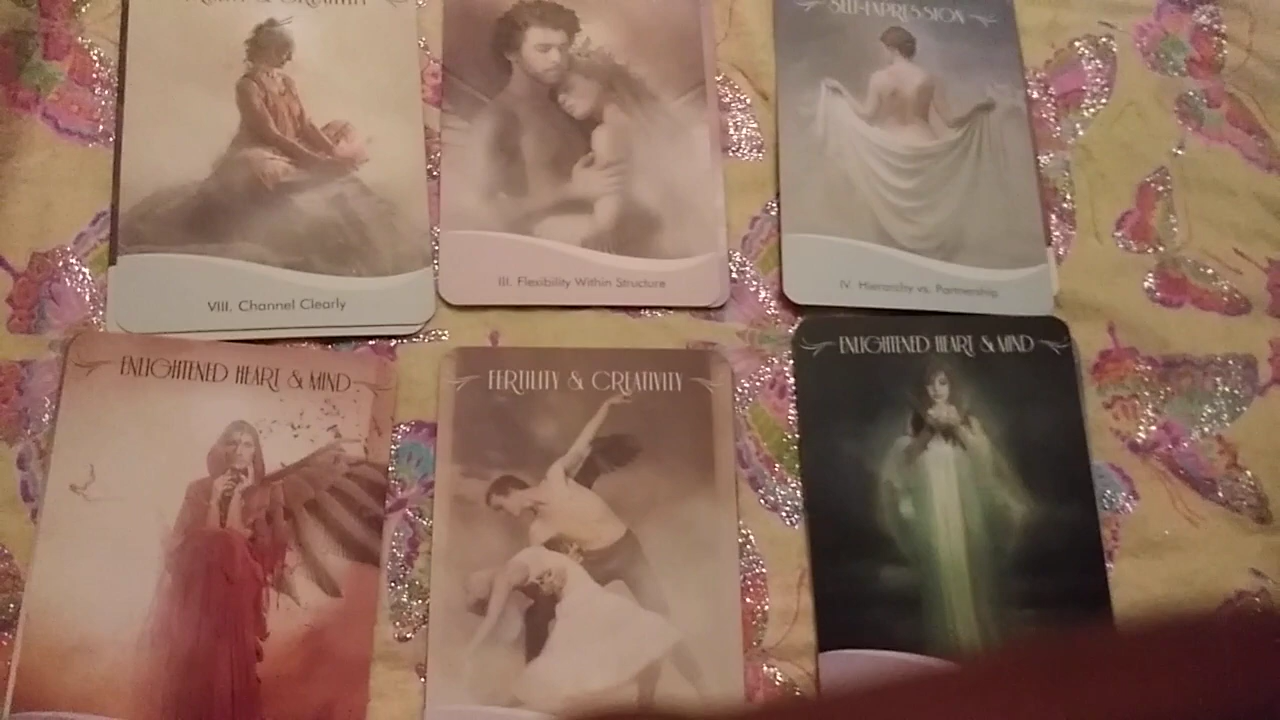 & CREATIVITY
SELF-EXPRESSION
VIII. Channel Clearly
III. Flexibility Within Structure
IV. Hierarchy vs. Partnership
ENLIGHTENED HEART & MIND
FERTILITY & CREATIVITY
ENLIGHTENED HEART & MIND